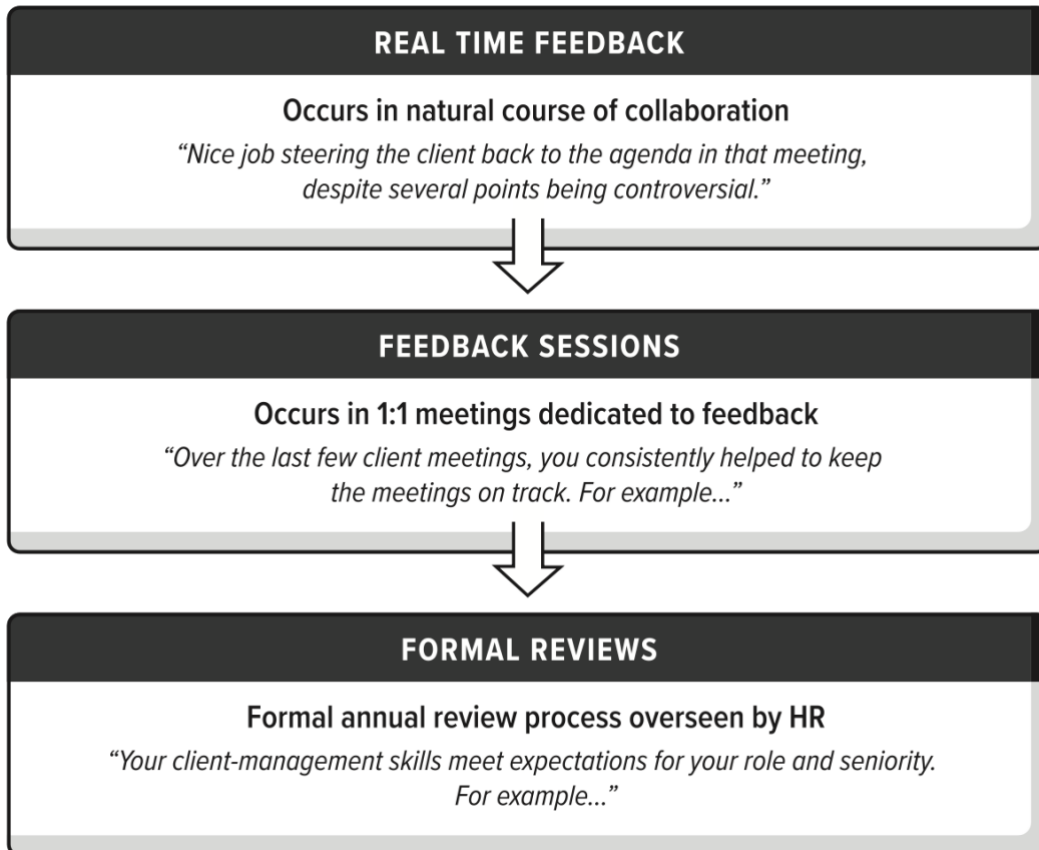 REAL TIME FEEDBACK
Occurs in natural course of collaboration
“Nice job steering the client back to the agenda in that meeting,
despite several points being controversial.”
FEEDBACK SESSIONS
Occurs in 1:1 meetings dedicated to feedback
“Over the last few client meetings, you consistently helped to keep
the meetings on track. For example...”
FORMAL REVIEWS
Formal annual review process overseen by HR
“Your client-management skills meet expectations for your role and seniority.
For example...”